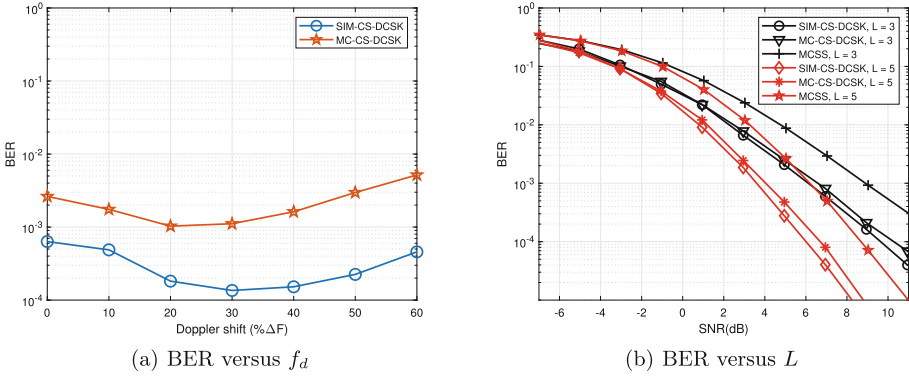 10^0
10^-1
10^-2
10^-3
10^-4
BER
0 10 20 30 40 50 60
Doppler shift (%ΔF)
SIM-CS-DCSK
MC-CS-DCSK
(a) BER versus f_d
10^0
10^-1
10^-2
10^-3
10^-4
BER
-6 -4 -2 0 2 4 6 8 10
SNR(dB)
SIM-CS-DCSK, L = 3
MC-CS-DCSK, L = 3
MCSS, L = 3
SIM-CS-DCSK, L = 5
MC-CS-DCSK, L = 5
MCSS, L = 5
(b) BER versus L